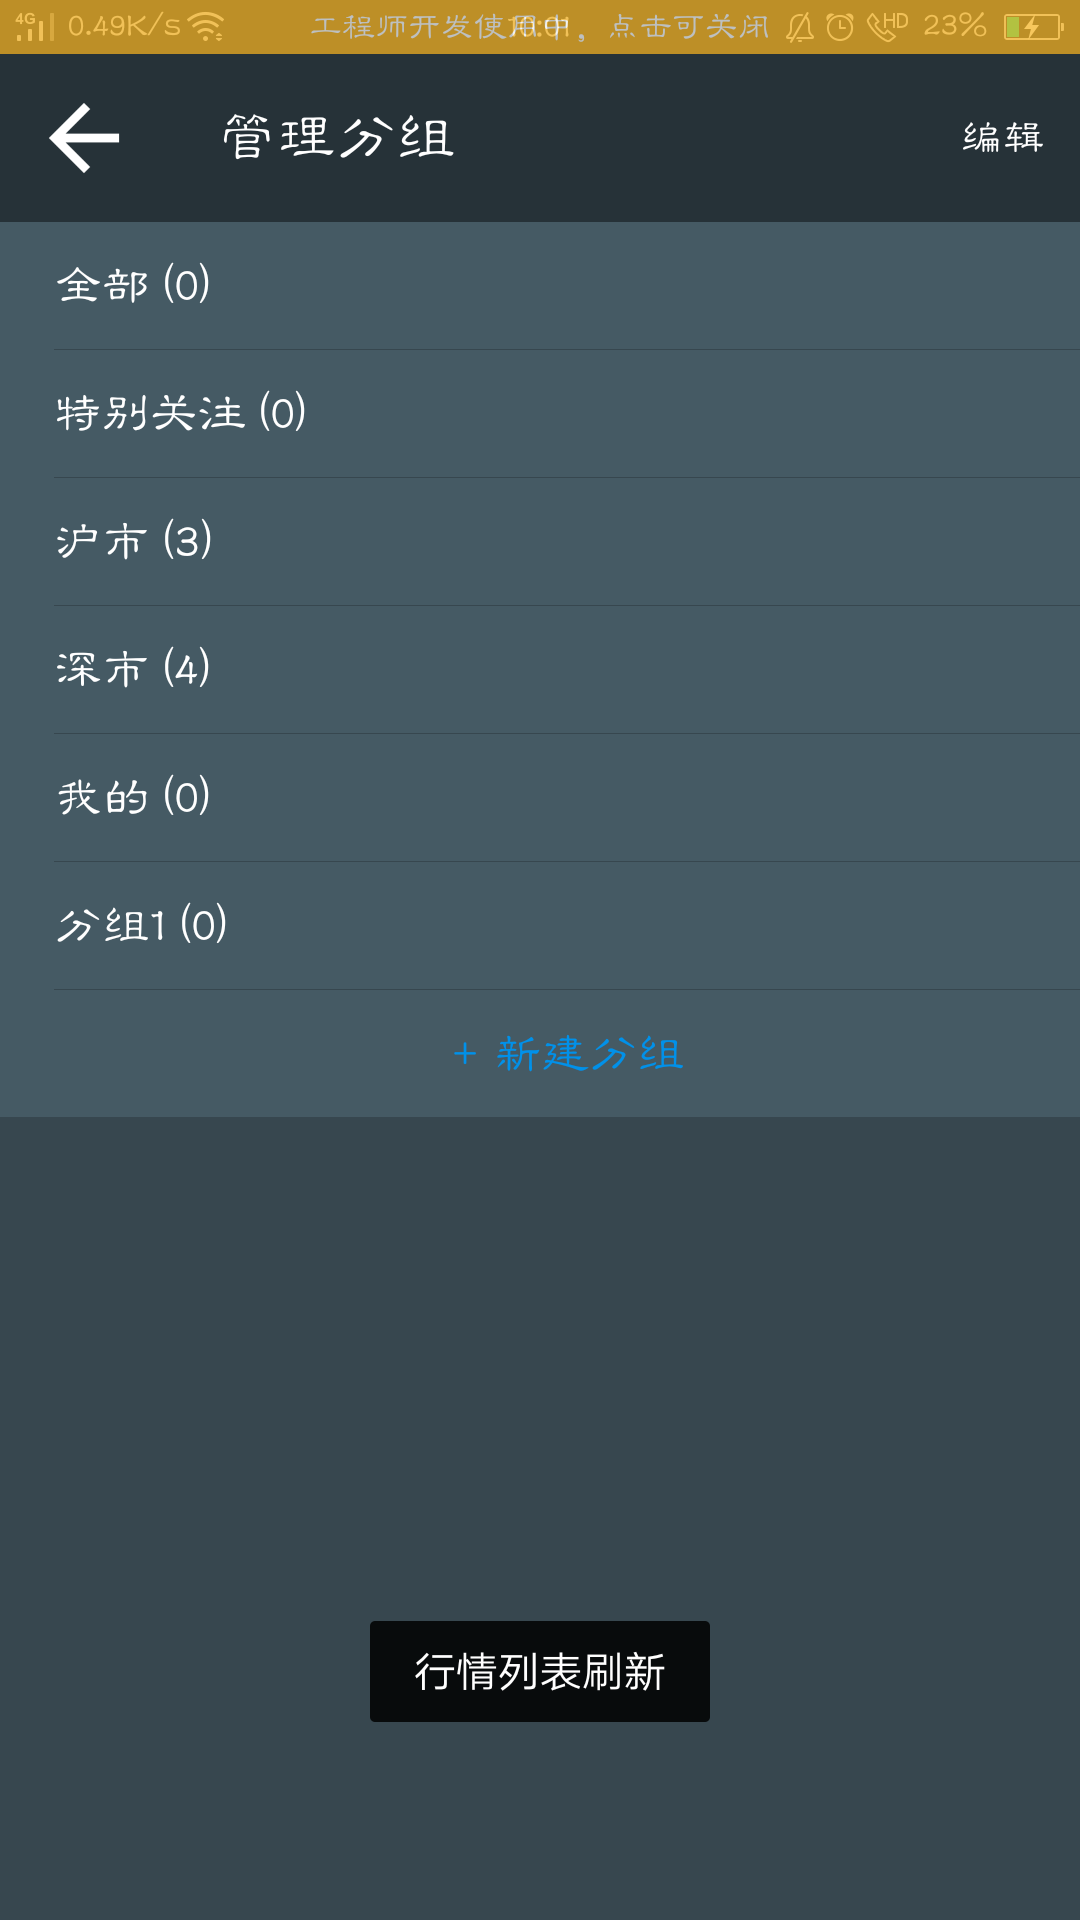 4G 0.49K/s 工程师开发使用中，点击可关闭 HD 23%
管理分组
编辑
全部 (0)
特别关注 (0)
沪市 (3)
深市 (4)
我的 (0)
分组1 (0)
+ 新建分组
行情列表刷新